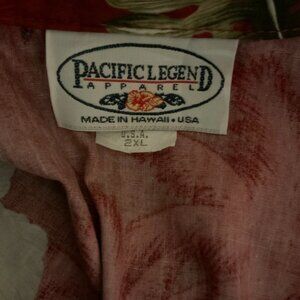 PACIFIC LEGEND
APPAREL
MADE IN HAWAII • USA
U.S.A.
2XL